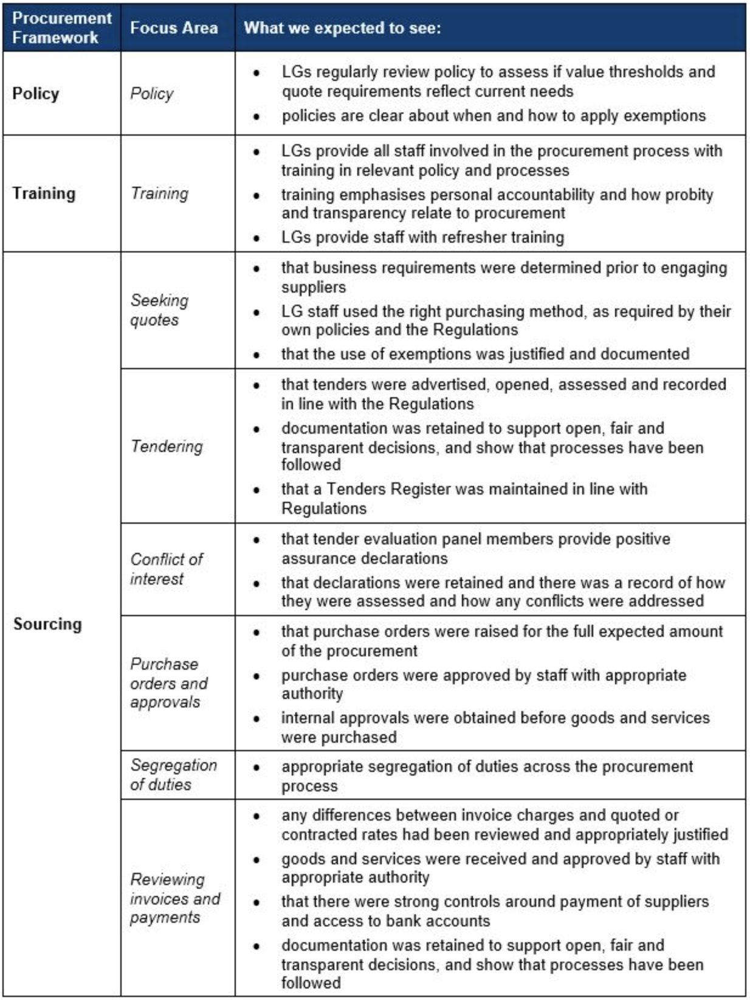 Procurement
Framework
Focus Area
What we expected to see:
Policy
Policy
• LGs regularly review policy to assess if value thresholds and
quote requirements reflect current needs
• policies are clear about when and how to apply exemptions
Training
Training
• LGs provide all staff involved in the procurement process with
training in relevant policy and processes
• training emphasises personal accountability and how probity
and transparency relate to procurement
• LGs provide staff with refresher training
Sourcing
Seeking
quotes
• that business requirements were determined prior to engaging
suppliers
• LG staff used the right purchasing method, as required by their
own policies and the Regulations
• that the use of exemptions was justified and documented
Tendering
• that tenders were advertised, opened, assessed and recorded
in line with the Regulations
• documentation was retained to support open, fair and
transparent decisions, and show that processes have been
followed
• that a Tenders Register was maintained in line with
Regulations
Conflict of
interest
• that tender evaluation panel members provide positive
assurance declarations
• that declarations were retained and there was a record of how
they were assessed and how any conflicts were addressed
Purchase
orders and
approvals
• that purchase orders were raised for the full expected amount
of the procurement
• purchase orders were approved by staff with appropriate
authority
• internal approvals were obtained before goods and services
were purchased
Segregation
of duties
• appropriate segregation of duties across the procurement
process
Reviewing
invoices and
payments
• any differences between invoice charges and quoted or
contracted rates had been reviewed and appropriately justified
• goods and services were received and approved by staff with
appropriate authority
• that there were strong controls around payment of suppliers
and access to bank accounts
• documentation was retained to support open, fair and
transparent decisions, and show that processes have been
followed